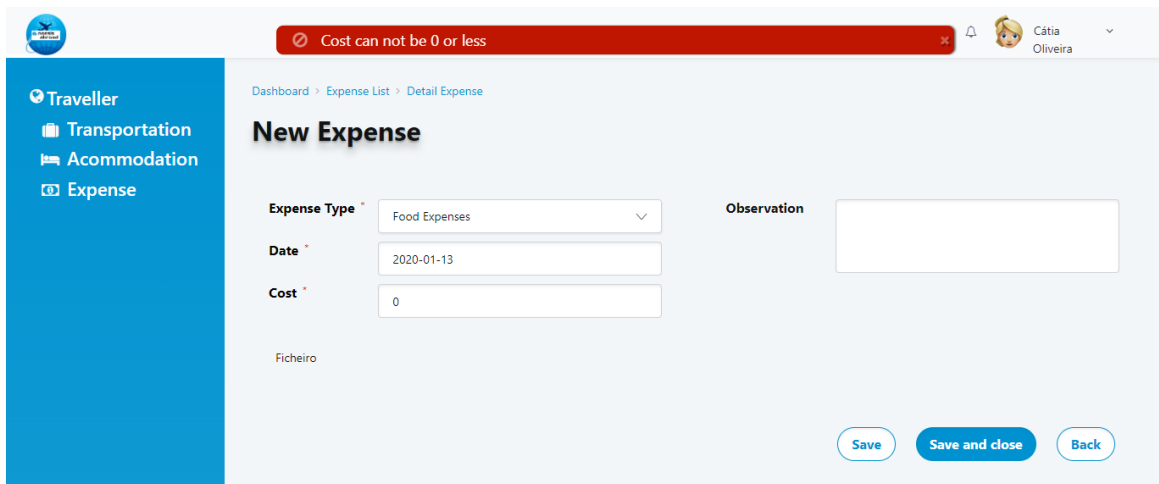 Cost can not be 0 or less
Cátia
Oliveira
Traveller
Transportation
Acommodation
Expense
Dashboard > Expense List > Detail Expense
New Expense
Expense Type *
Food Expenses
Observation
Date *
2020-01-13
Cost *
0
Ficheiro
Save
Save and close
Back